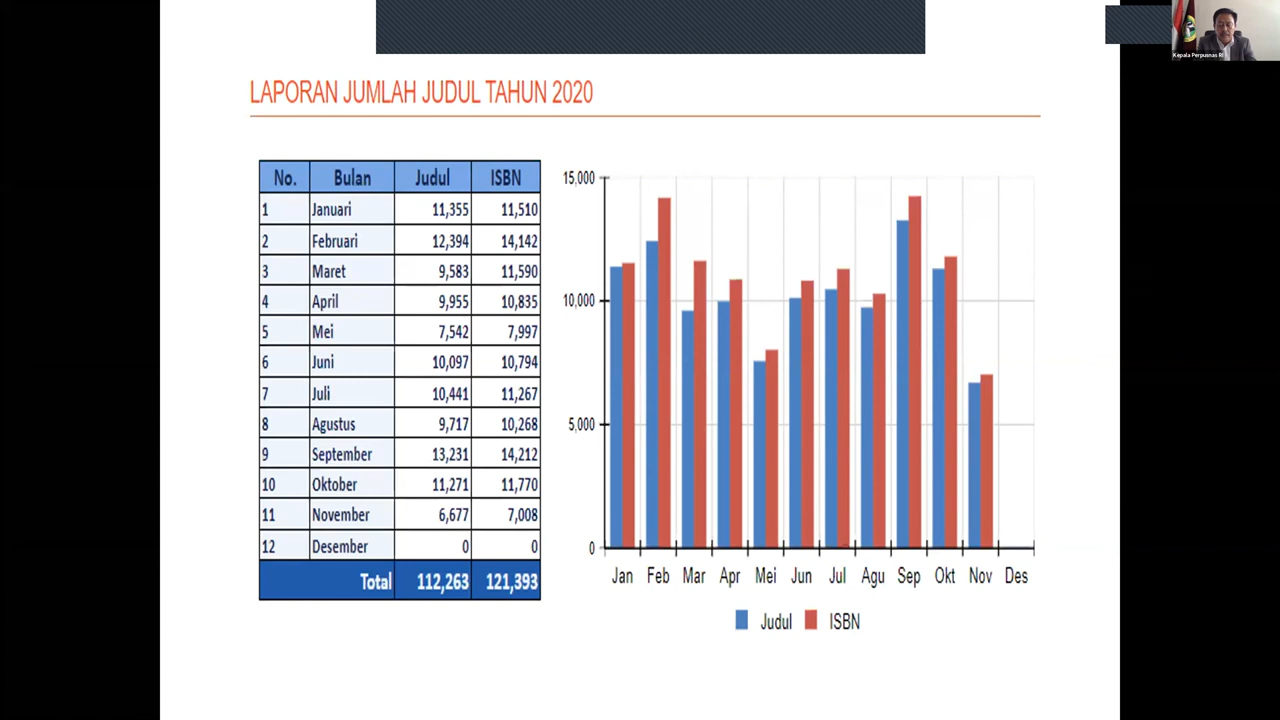 Kepala Perpusnas RI
LAPORAN JUMLAH JUDUL TAHUN 2020
No. Bulan Judul ISBN
1 Januari 11,355 11,510
2 Februari 12,394 14,142
3 Maret 9,583 11,590
4 April 9,955 10,835
5 Mei 7,542 7,997
6 Juni 10,097 10,794
7 Juli 10,441 11,267
8 Agustus 9,717 10,268
9 September 13,231 14,212
10 Oktober 11,271 11,770
11 November 6,677 7,008
12 Desember 0 0
Total 112,263 121,393
15,000
10,000
5,000
0
Jan Feb Mar Apr Mei Jun Jul Agu Sep Okt Nov Des
Judul ISBN